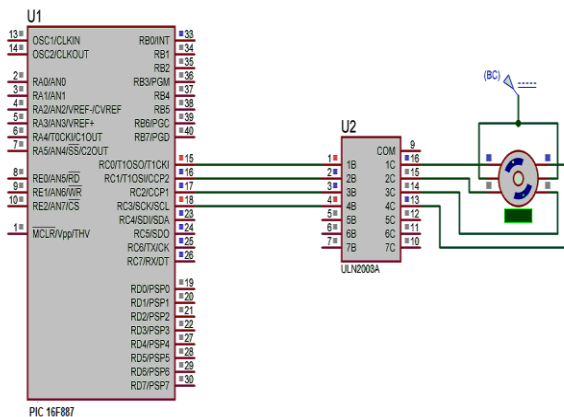 U1
13 OSC1/CLKIN RB0/INT 33
14 OSC2/CLKOUT RB1 34
RB2 35
2 RA0/AN0 RB3/PGM 36
3 RA1/AN1 RB4 37
4 RA2/AN2/VREF-/CVREF RB5 38
5 RA3/AN3/VREF+ RB6/PGC 39
6 RA4/T0CKI/C1OUT RB7/PGD 40
7 RA5/AN4/SS/C2OUT
RC0/T1OSO/T1CKI 15
8 RE0/AN5/RD RC1/T1OSI/CCP2 16
9 RE1/AN6/WR RC2/CCP1 17
10 RE2/AN7/CS RC3/SCK/SCL 18
RC4/SDI/SDA 23
1 MCLR/Vpp/THV RC5/SDO 24
RC6/TX/CK 25
RC7/RX/DT 26
RD0/PSP0 19
RD1/PSP1 20
RD2/PSP2 21
RD3/PSP3 22
RD4/PSP4 27
RD5/PSP5 28
RD6/PSP6 29
RD7/PSP7 30
PIC 16F887
U2
COM 9
1 1B 1C 16
2 2B 2C 15
3 3B 3C 14
4 4B 4C 13
5 5B 5C 12
6 6B 6C 11
7 7B 7C 10
ULN2003A
(BC)